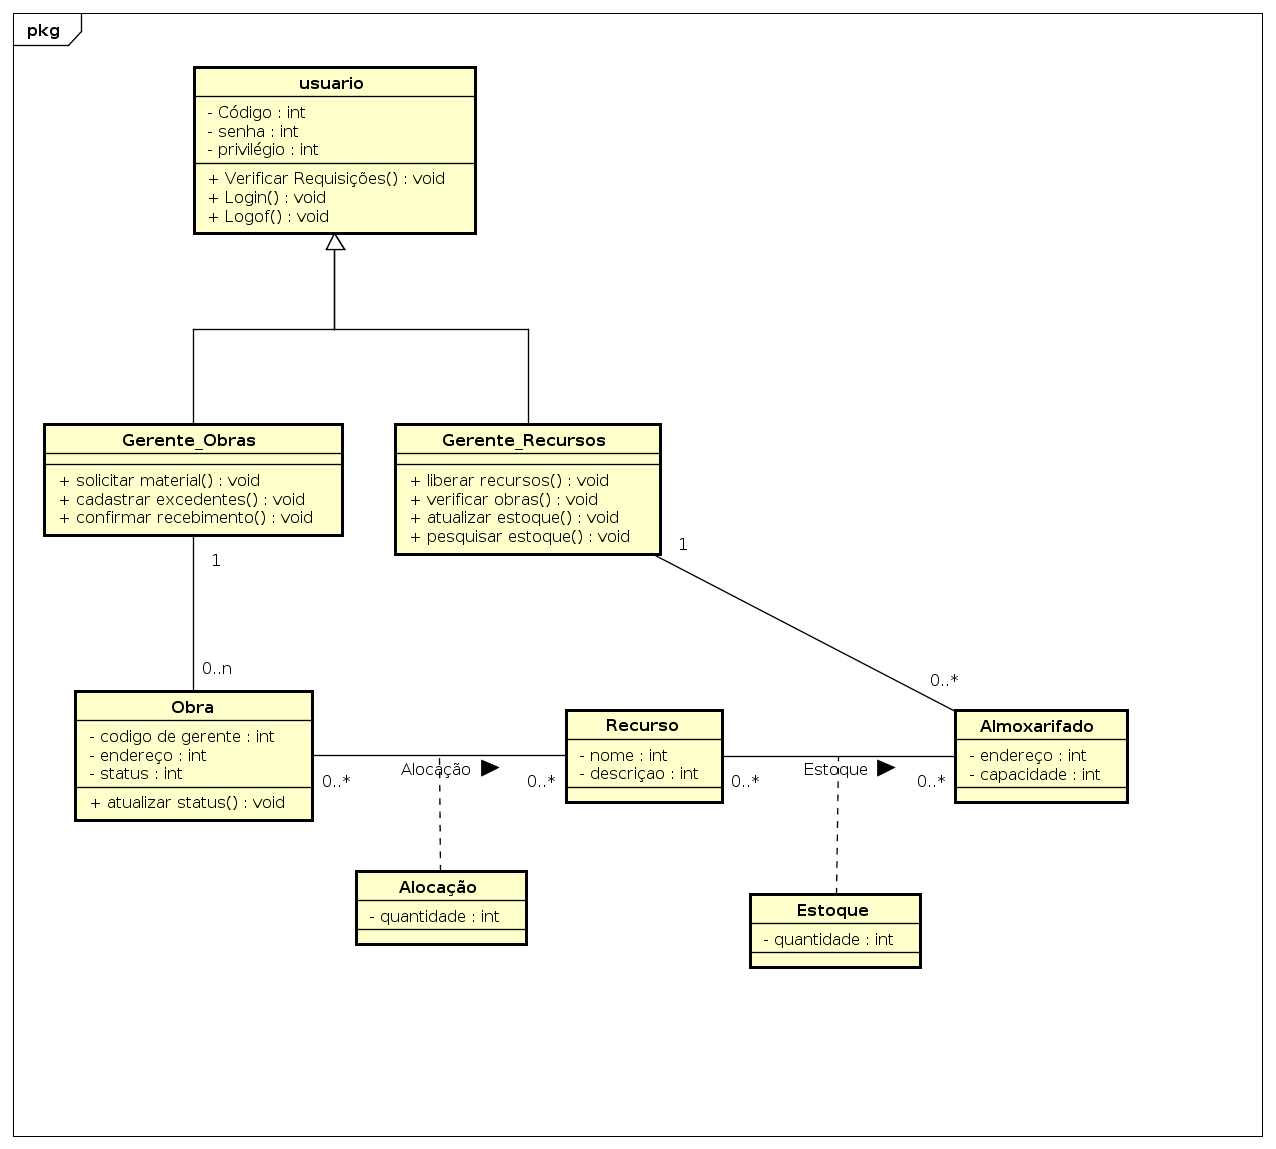 pkg
usuario
- Código : int
- senha : int
- privilégio : int
+ Verificar Requisições() : void
+ Login() : void
+ Logof() : void
Gerente_Obras
+ solicitar material() : void
+ cadastrar excedentes() : void
+ confirmar recebimento() : void
Gerente_Recursos
+ liberar recursos() : void
+ verificar obras() : void
+ atualizar estoque() : void
+ pesquisar estoque() : void
1
1
0..n
0..*
Obra
- codigo de gerente : int
- endereço : int
- status : int
+ atualizar status() : void
0..*
Alocação
0..*
Recurso
- nome : int
- descriçao : int
0..*
Estoque
0..*
Almoxarifado
- endereço : int
- capacidade : int
Alocação
- quantidade : int
Estoque
- quantidade : int